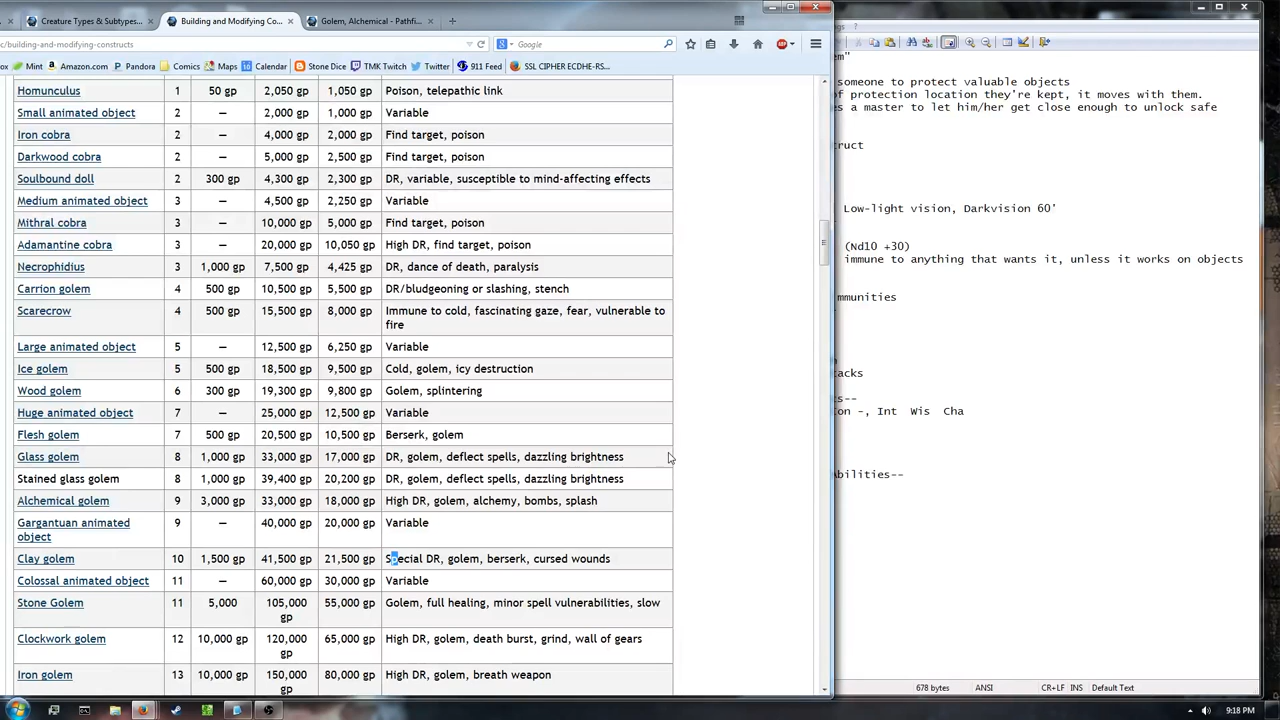 Creature Types & Subtypes...
Building and Modifying Co...
Golem, Alchemical - Pathfi...
c/building-and-modifying-constructs
Google
Mint
Amazon.com
Pandora
Comics
Maps
Calendar
Stone Dice
TMK Twitch
Twitter
911 Feed
SSL CIPHER ECDHE-RS...
Homunculus 1 50 gp 2,050 gp 1,050 gp Poison, telepathic link
Small animated object 2 — 2,000 gp 1,000 gp Variable
Iron cobra 2 — 4,000 gp 2,000 gp Find target, poison
Darkwood cobra 2 — 5,000 gp 2,500 gp Find target, poison
Soulbound doll 2 300 gp 4,300 gp 2,300 gp DR, variable, susceptible to mind-affecting effects
Medium animated object 3 — 4,500 gp 2,250 gp Variable
Mithral cobra 3 — 10,000 gp 5,000 gp Find target, poison
Adamantine cobra 3 — 20,000 gp 10,050 gp High DR, find target, poison
Necrophidius 3 1,000 gp 7,500 gp 4,425 gp DR, dance of death, paralysis
Carrion golem 4 500 gp 10,500 gp 5,500 gp DR/bludgeoning or slashing, stench
Scarecrow 4 500 gp 15,500 gp 8,000 gp Immune to cold, fascinating gaze, fear, vulnerable to
fire
Large animated object 5 — 12,500 gp 6,250 gp Variable
Ice golem 5 500 gp 18,500 gp 9,500 gp Cold, golem, icy destruction
Wood golem 6 300 gp 19,300 gp 9,800 gp Golem, splintering
Huge animated object 7 — 25,000 gp 12,500 gp Variable
Flesh golem 7 500 gp 20,500 gp 10,500 gp Berserk, golem
Glass golem 8 1,000 gp 33,000 gp 17,000 gp DR, golem, deflect spells, dazzling brightness
Stained glass golem 8 1,000 gp 39,400 gp 20,200 gp DR, golem, deflect spells, dazzling brightness
Alchemical golem 9 3,000 gp 33,000 gp 18,000 gp High DR, golem, alchemy, bombs, splash
Gargantuan animated 9 — 40,000 gp 20,000 gp Variable
object
Clay golem 10 1,500 gp 41,500 gp 21,500 gp Special DR, golem, berserk, cursed wounds
Colossal animated object 11 — 60,000 gp 30,000 gp Variable
Stone Golem 11 5,000 105,000 55,000 gp Golem, full healing, minor spell vulnerabilities, slow
gp
Clockwork golem 12 10,000 gp 120,000 65,000 gp High DR, golem, death burst, grind, wall of gears
gp
Iron golem 13 10,000 gp 150,000 80,000 gp High DR, golem, breath weapon
gp
em"
someone to protect valuable objects
of protection location they're kept, it moves with them.
es a master to let him/her get close enough to unlock safe
truct
Low-light vision, Darkvision 60'
(Nd10 +30)
immune to anything that wants it, unless it works on objects
mmunities
tacks
ts--
Con –, Int Wis Cha
Abilities--
678 bytes
ANSI
CR+LF
INS
Default Text
9:18 PM